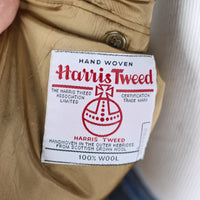 HAND WOVEN
Harris Tweed
THE HARRIS TWEED ASSOCIATION LIMITED
CERTIFICATION TRADE MARK
HARRIS TWEED
HANDWOVEN IN THE OUTER HEBRIDES
FROM SCOTTISH GROWN WOOL
100% WOOL